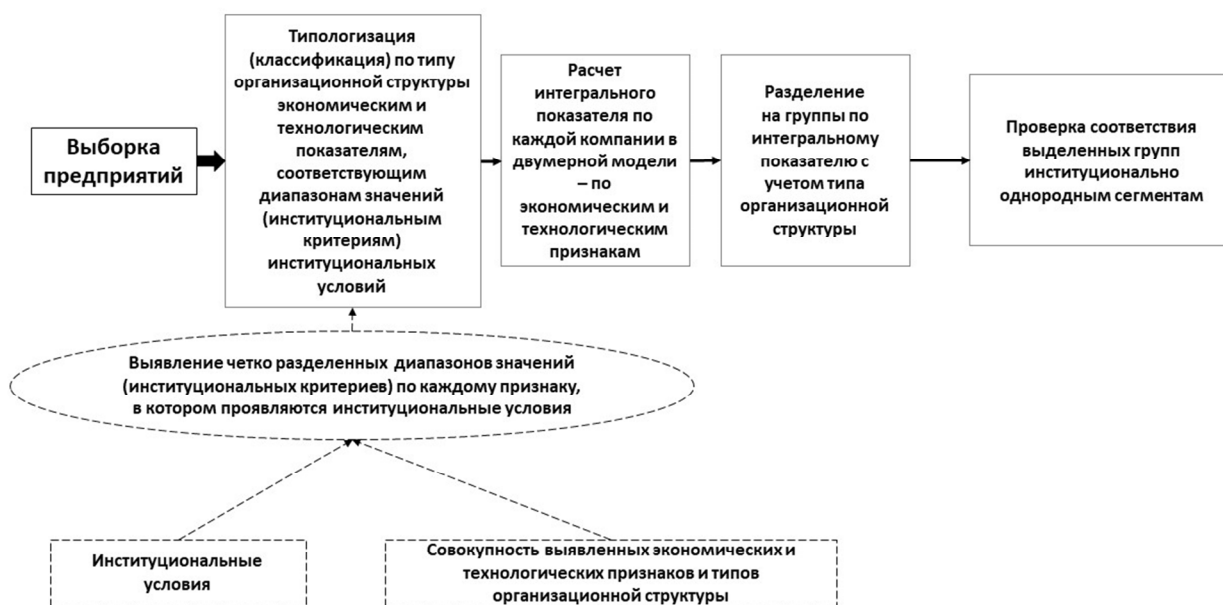 Выборка
предприятий
Типологизация
(классификация) по типу
организационной структуры
экономическим и
технологическим
показателям,
соответствующим
диапазонам значений
(институциональным
критериям)
институциональных
условий
Расчет
интегрального
показателя по
каждой компании в
двумерной модели
– по
экономическим и
технологическим
признакам
Разделение
на группы по
интегральному
показателю с
учетом типа
организационной
структуры
Проверка соответствия
выделенных групп
институционально
однородным сегментам
Выявление четко разделенных диапазонов значений
(институциональных критериев) по каждому признаку,
в котором проявляются институциональные условия
Институциональные
условия
Совокупность выявленных экономических и
технологических признаков и типов
организационной структуры